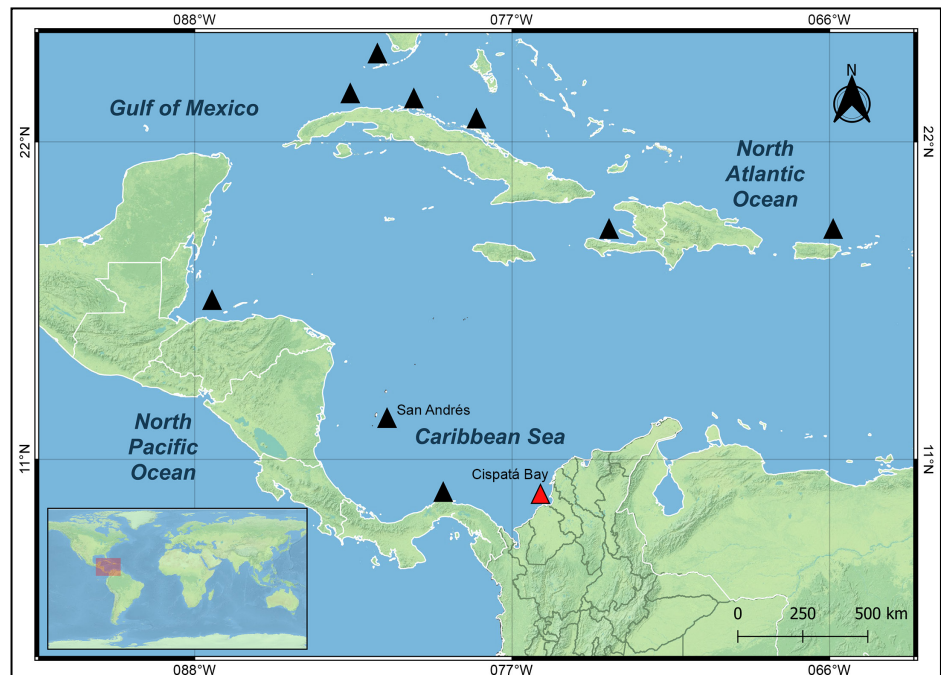 088°W 077°W 066°W
N
Gulf of Mexico
22°N 22°N
North
Atlantic
Ocean
San Andrés
Caribbean Sea
North
Pacific
Ocean
11°N 11°N
Cispatá Bay
0 250 500 km
088°W 077°W 066°W